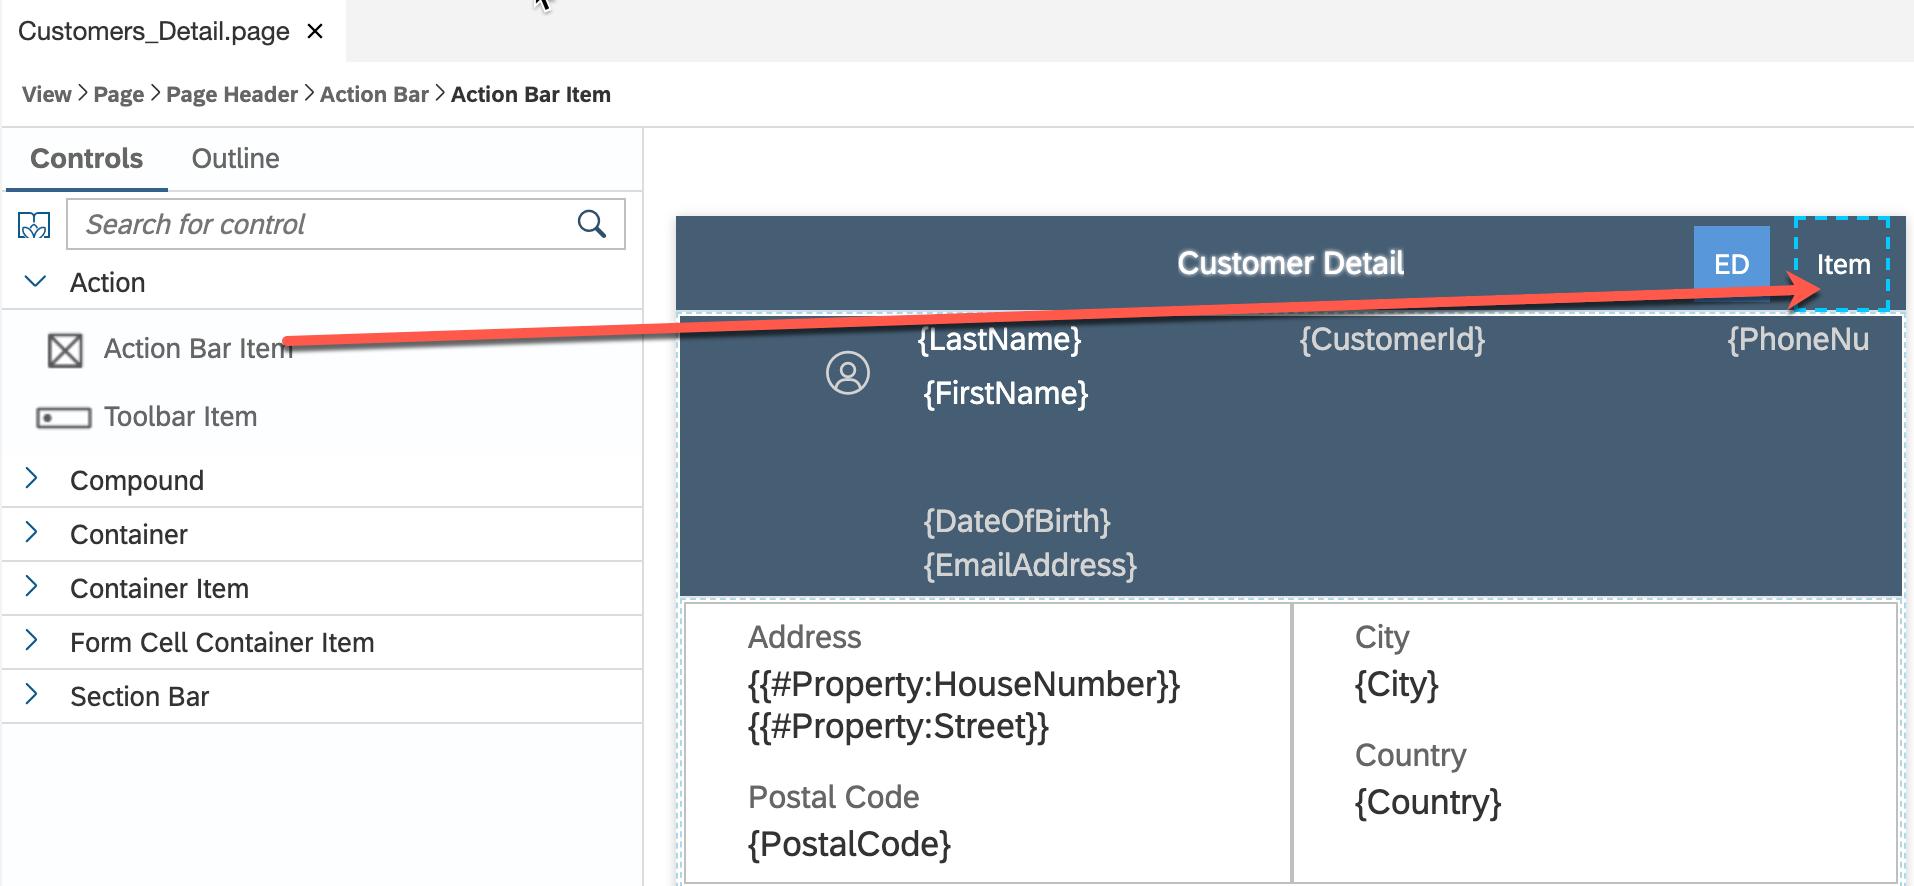 Customers_Detail.page ×
View > Page > Page Header > Action Bar > Action Bar Item
Controls Outline
Search for control
Action
Action Bar Item
Toolbar Item
Compound
Container
Container Item
Form Cell Container Item
Section Bar
Customer Detail ED Item
{LastName} {CustomerId} {PhoneNu
{FirstName}
{DateOfBirth}
{EmailAddress}
Address
{{#Property:HouseNumber}}
{{#Property:Street}}
Postal Code
{PostalCode}
City
{City}
Country
{Country}